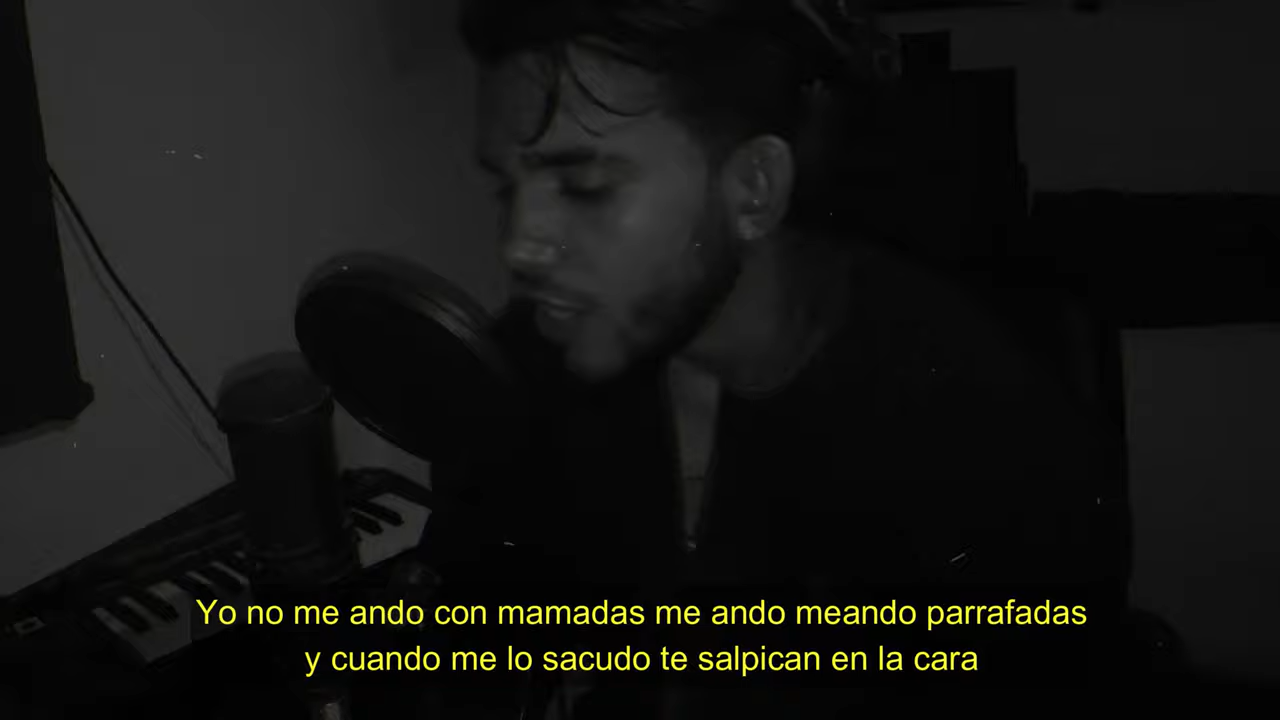 Yo no me ando con mamadas me ando meando parrafadas
y cuando me lo sacudo te salpican en la cara